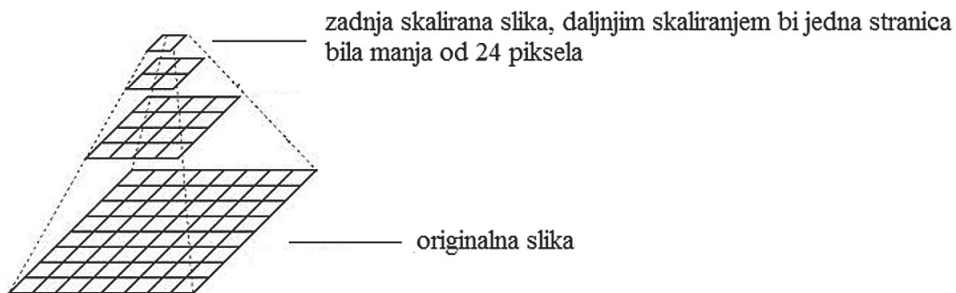 zadnja skalirana slika, daljnjim skaliranjem bi jedna stranica
bila manja od 24 piksela
originalna slika